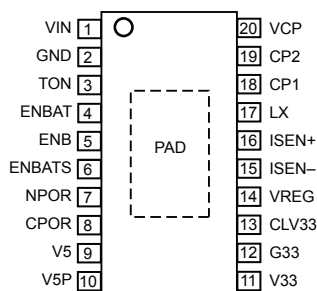 VIN 1 20 VCP
GND 2 19 CP2
TON 3 18 CP1
ENBAT 4 17 LX
ENB 5 16 ISEN+
ENBATS 6 PAD 15 ISEN–
NPOR 7 14 VREG
CPOR 8 13 CLV33
V5 9 12 G33
V5P 10 11 V33